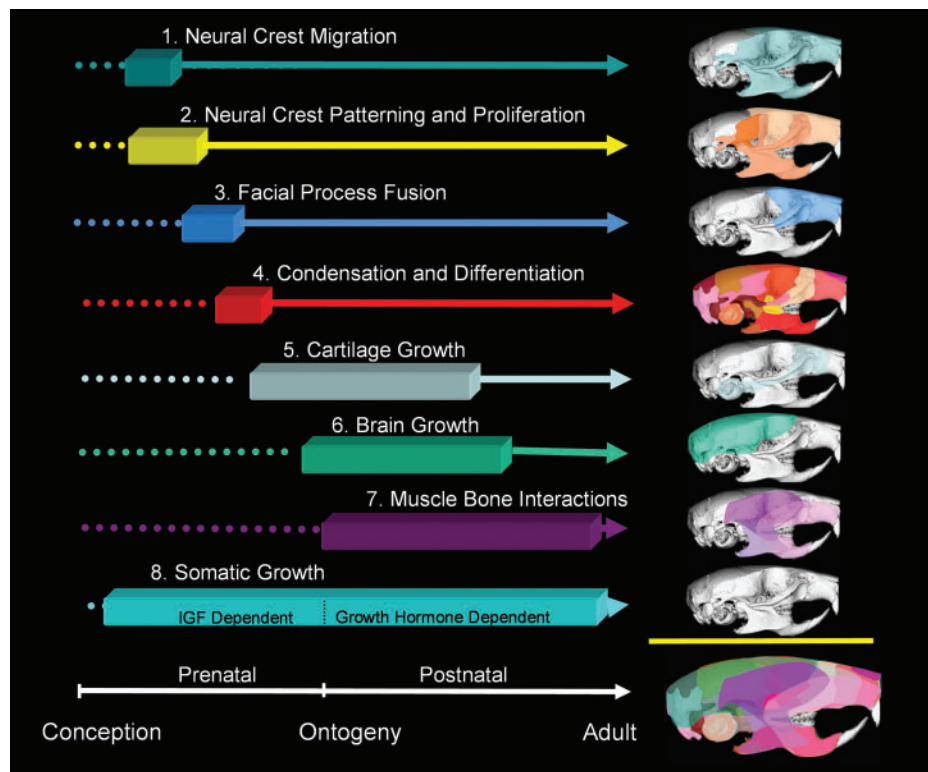 1. Neural Crest Migration
2. Neural Crest Patterning and Proliferation
3. Facial Process Fusion
4. Condensation and Differentiation
5. Cartilage Growth
6. Brain Growth
7. Muscle Bone Interactions
8. Somatic Growth
IGF Dependent
Growth Hormone Dependent
Prenatal
Postnatal
Conception
Ontogeny
Adult